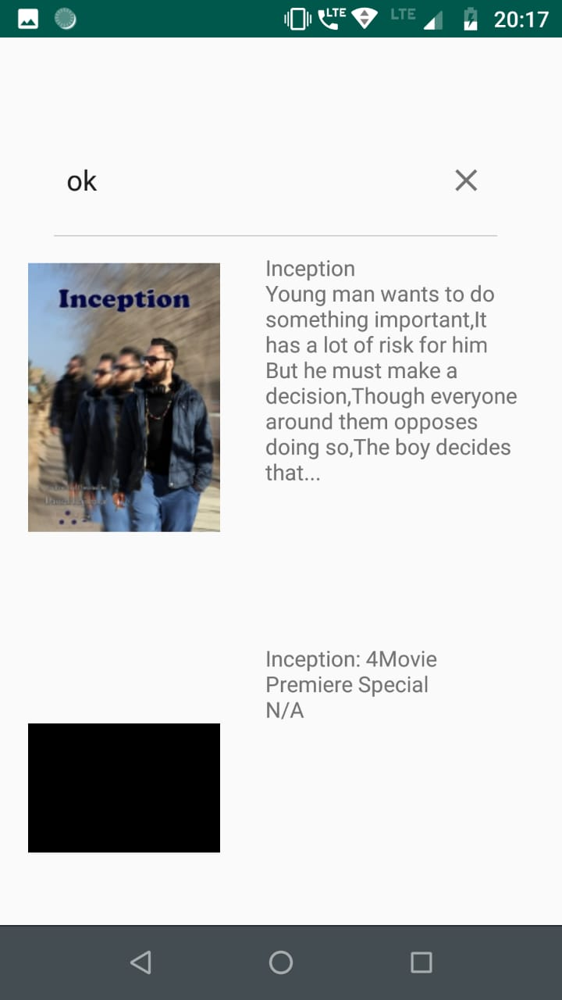 LTE LTE 20:17
ok
Inception
Inception
Young man wants to do
something important,It
has a lot of risk for him
But he must make a
decision,Though everyone
around them opposes
doing so,The boy decides
that...
Inception: 4Movie
Premiere Special
N/A